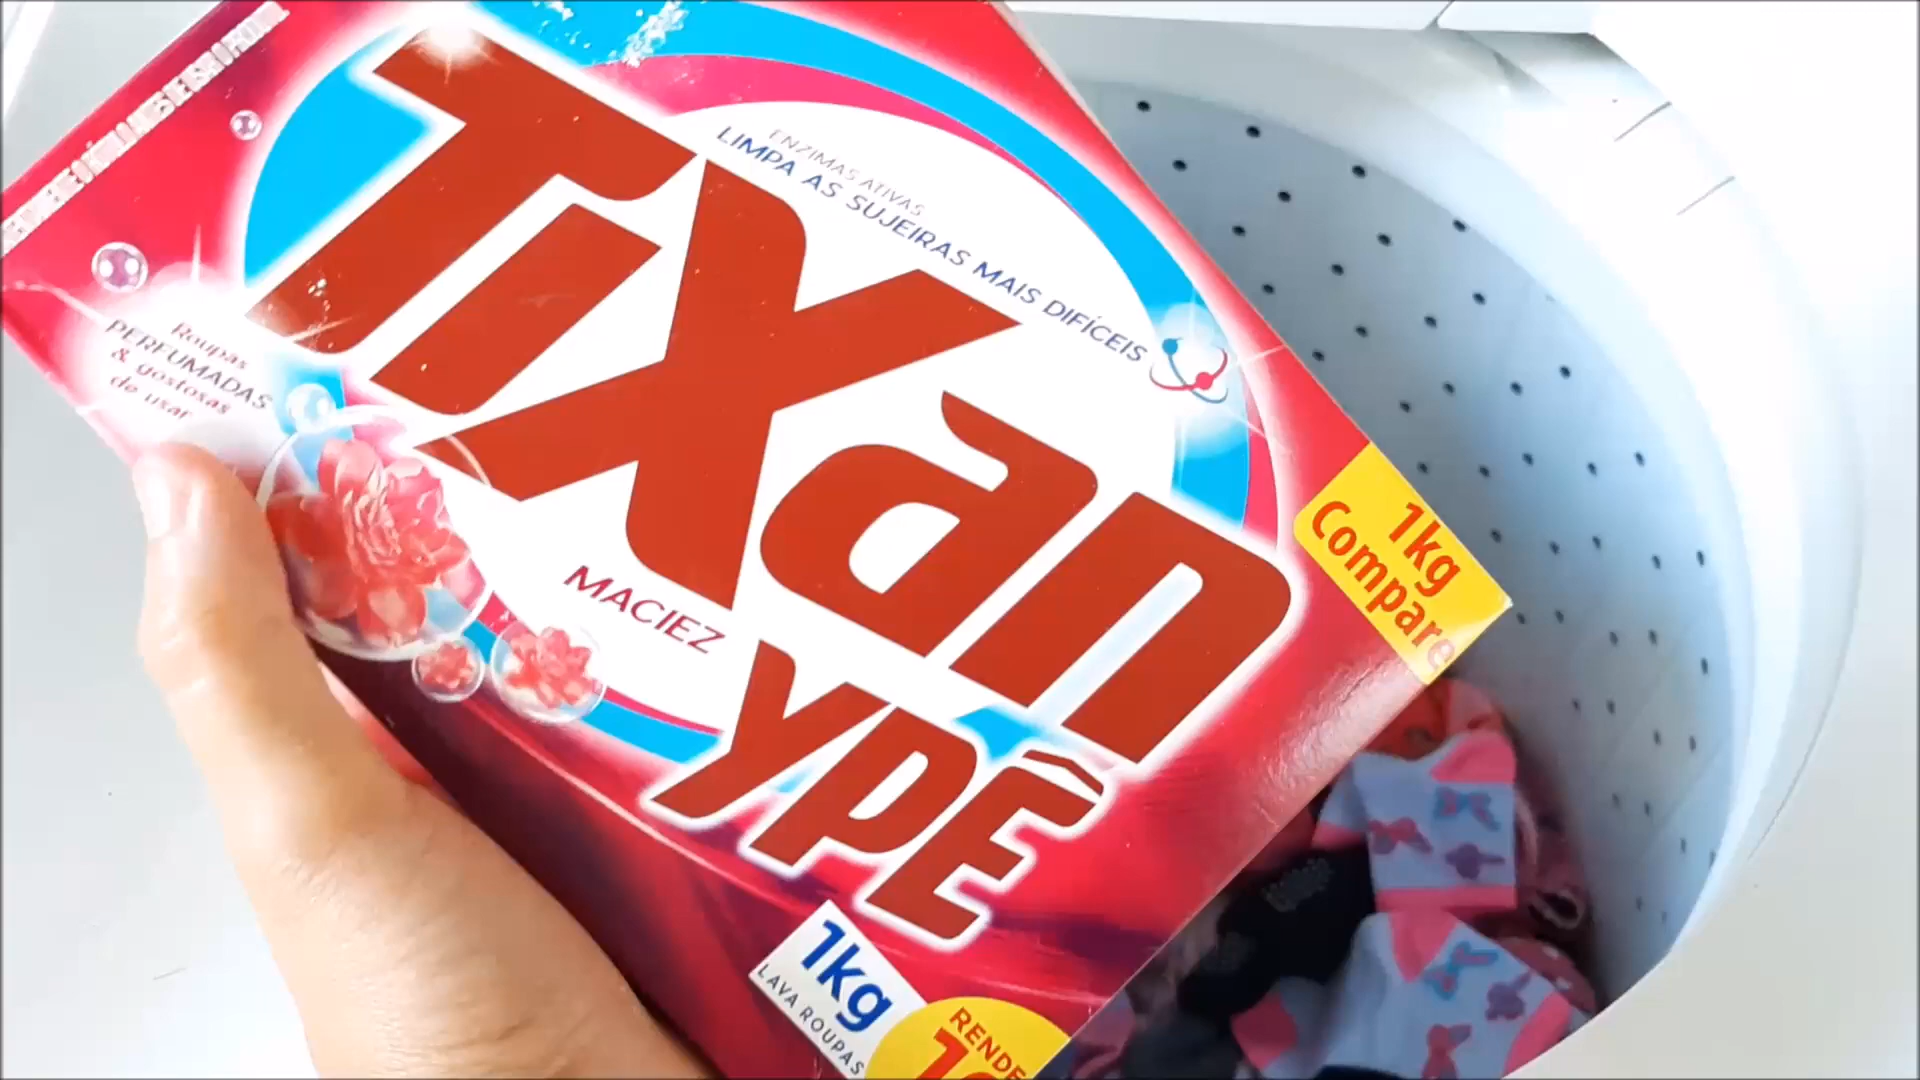 ENZIMAS ATIVAS
LIMPA AS SUJEIRAS MAIS DIFÍCEIS
TiXan
MACIEZ
YPÊ
Roupas
PERFUMADAS
& gostosas
de usar
1kg
Compare
1kg
LAVA ROUPAS
RENDE